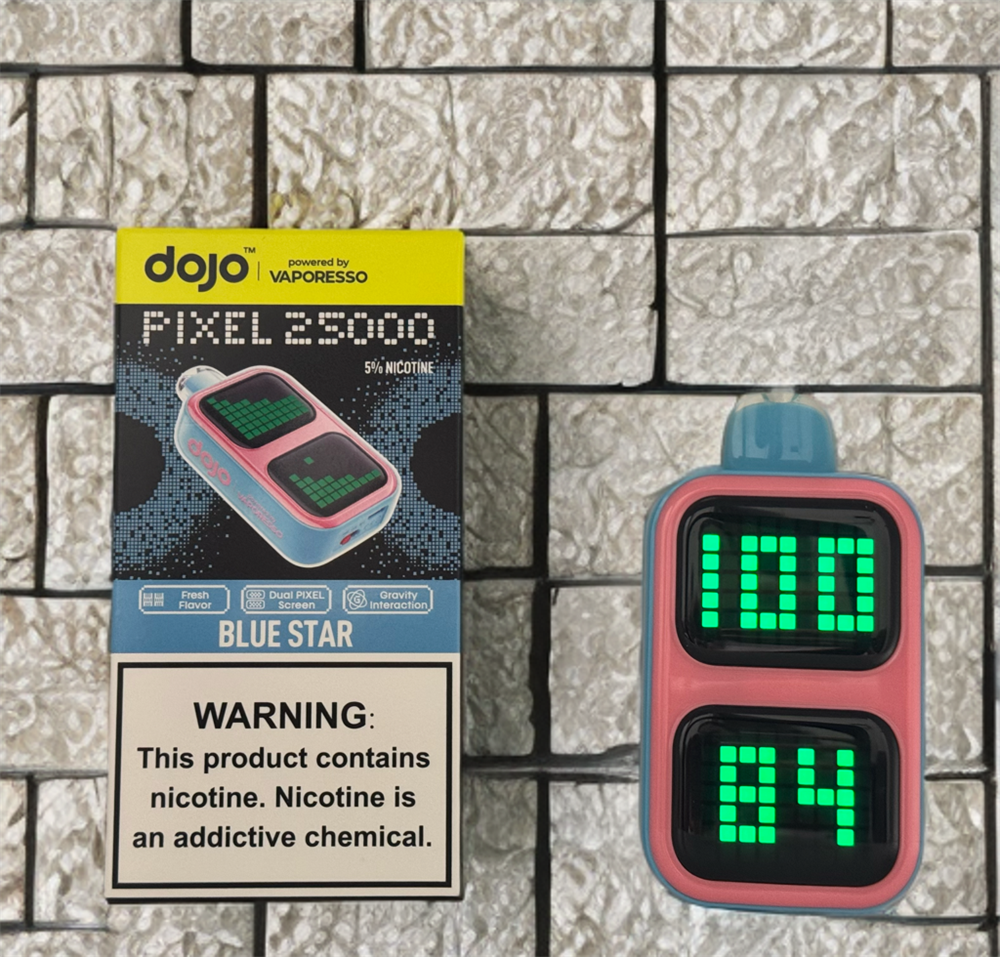 dojo™ | powered by
VAPORESSO
PIXEL 25000
5% NICOTINE
dojo
Fresh
Flavor
Dual PIXEL
Screen
Gravity
Interaction
BLUE STAR
WARNING:
This product contains
nicotine. Nicotine is
an addictive chemical.
100
84